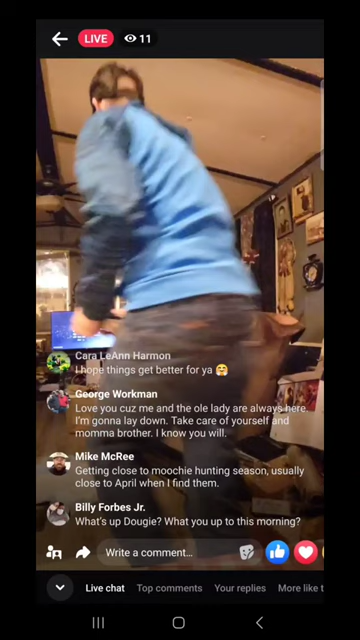 LIVE 11
Cara LeAnn Harmon
I hope things get better for ya 🤗
George Workman
Love you cuz me and the ole lady are always here.
I'm gonna lay down. Take care of yourself and
momma brother. I know you will.
Mike McRee
Getting close to moochie hunting season, usually
close to April when I find them.
Billy Forbes Jr.
What's up Dougie? What you up to this morning?
Write a comment...
Live chat Top comments Your replies More like t